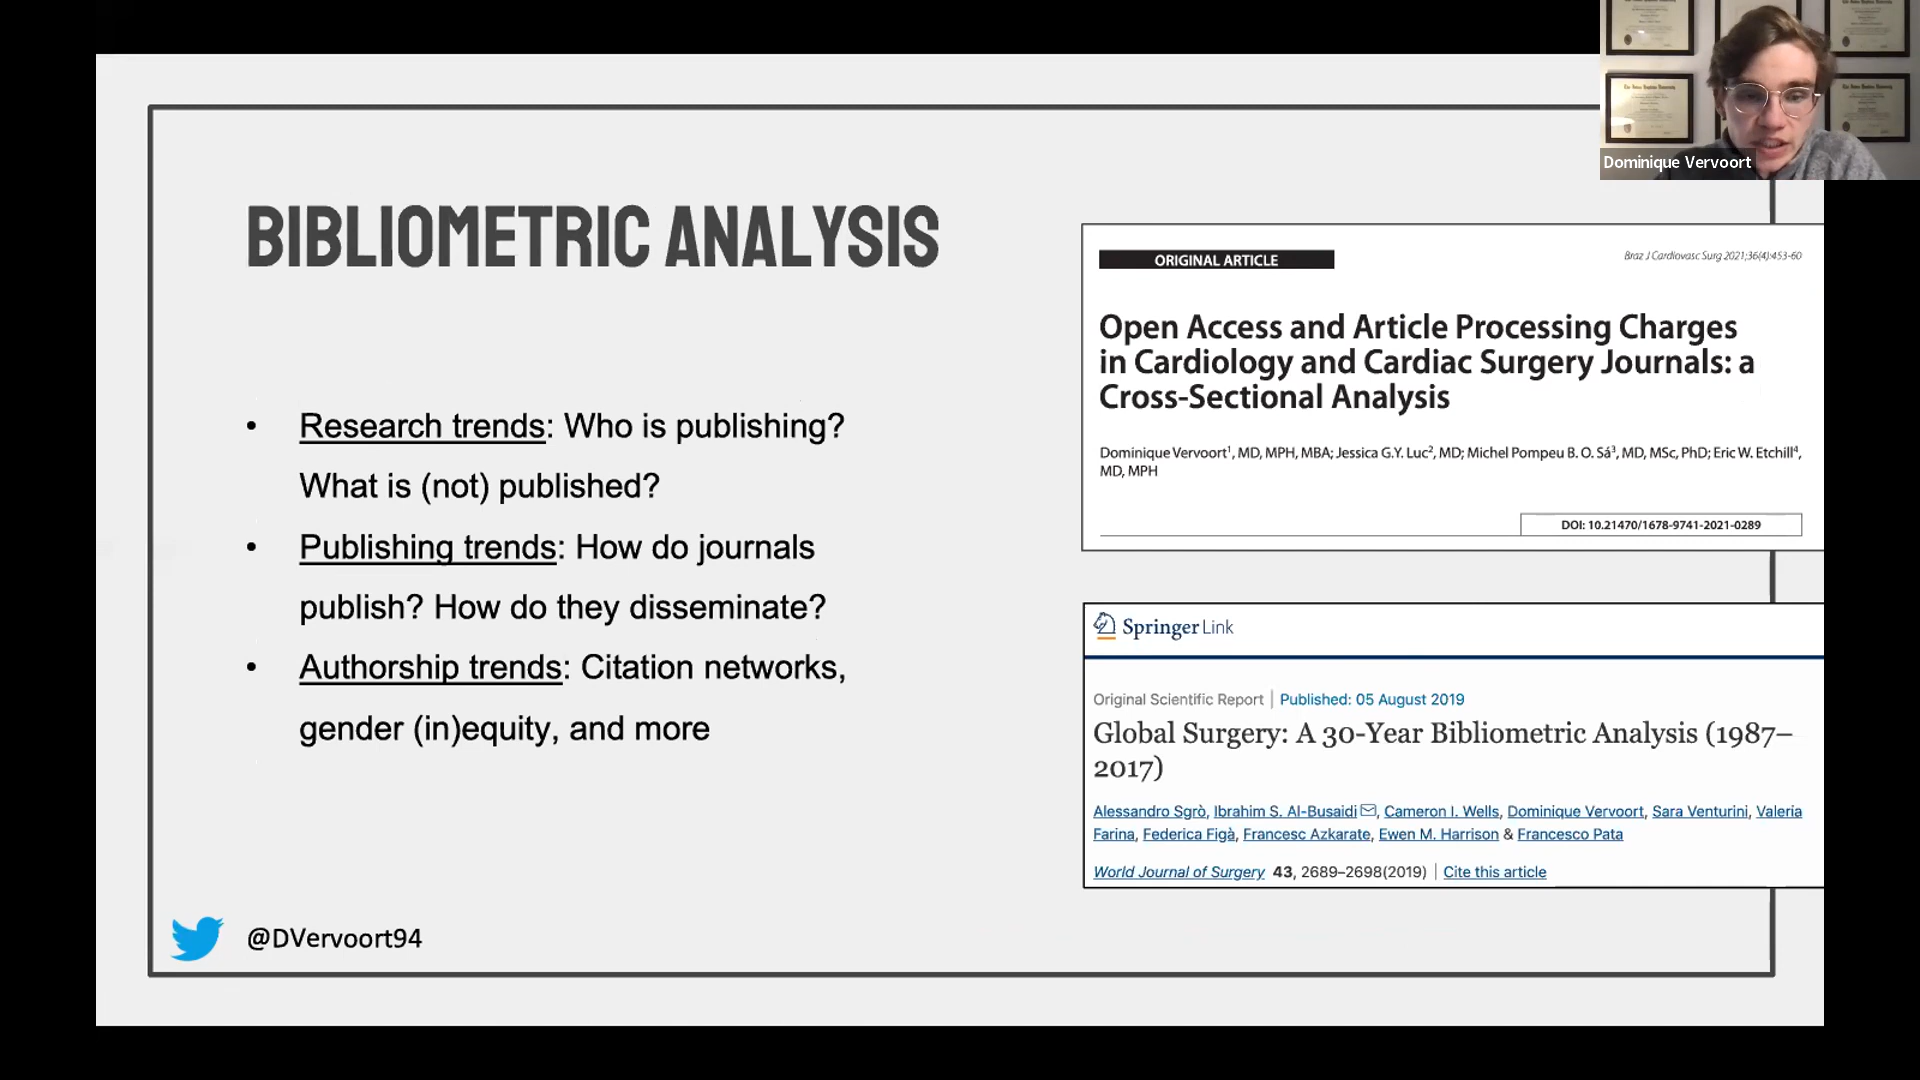 Dominique Vervoort
BIBLIOMETRIC ANALYSIS
• Research trends: Who is publishing?
What is (not) published?
• Publishing trends: How do journals
publish? How do they disseminate?
• Authorship trends: Citation networks,
gender (in)equity, and more
@DVervoort94
ORIGINAL ARTICLE
Braz J Cardiovasc Surg 2021;36(4):453-60
Open Access and Article Processing Charges
in Cardiology and Cardiac Surgery Journals: a
Cross-Sectional Analysis
Dominique Vervoort¹, MD, MPH, MBA; Jessica G.Y. Luc², MD; Michel Pompeu B. O. Sá³, MD, MSc, PhD; Eric W. Etchill⁴,
MD, MPH
DOI: 10.21470/1678-9741-2021-0289
Springer Link
Original Scientific Report | Published: 05 August 2019
Global Surgery: A 30-Year Bibliometric Analysis (1987–
2017)
Alessandro Sgrò, Ibrahim S. Al-Busaidi, Cameron I. Wells, Dominique Vervoort, Sara Venturini, Valeria
Farina, Federica Figà, Francesc Azkarate, Ewen M. Harrison & Francesco Pata
World Journal of Surgery 43, 2689–2698(2019) | Cite this article